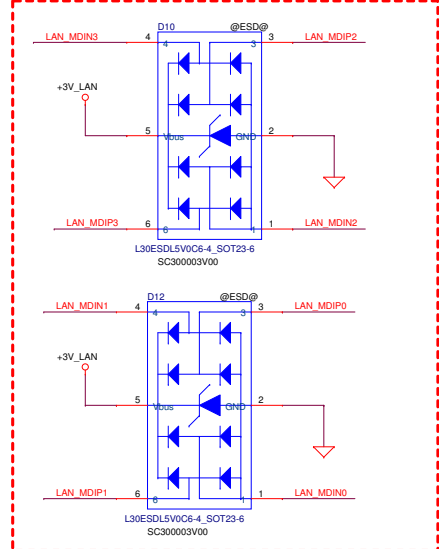 D10 @ESD@
LAN_MDIN3 4 4 3 3 LAN_MDIP2
+3V_LAN
5 Vbus GND 2
LAN_MDIP3 6 6 1 1 LAN_MDIN2
L30ESDL5V0C6-4_SOT23-6
SC300003V00
D12 @ESD@
LAN_MDIN1 4 4 3 3 LAN_MDIP0
+3V_LAN
5 Vbus GND 2
LAN_MDIP1 6 6 1 1 LAN_MDIN0
L30ESDL5V0C6-4_SOT23-6
SC300003V00